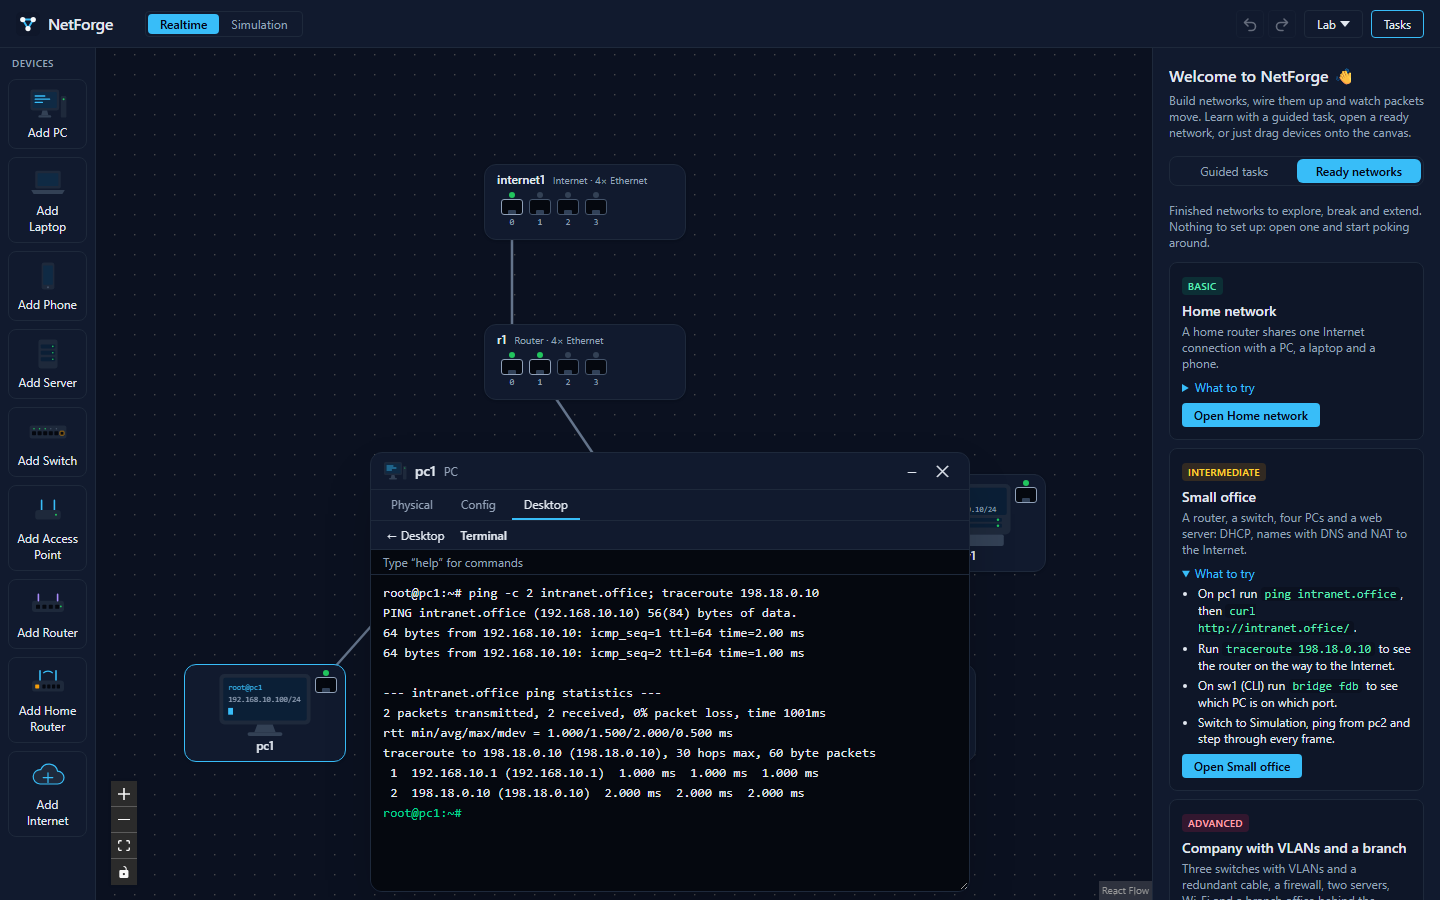 NetForge
Realtime
Simulation
Lab
Tasks
DEVICES
Add PC
Add
Laptop
Add Phone
Add Server
Add Switch
Add Access
Point
Add Router
Add Home
Router
Add
Internet
internet1 Internet · 4× Ethernet
0 1 2 3
r1 Router · 4× Ethernet
0 1 2 3
root@pc1
192.168.10.100/24
pc1
.10/24
pc1 PC
Physical Config Desktop
← Desktop Terminal
Type “help” for commands
root@pc1:~# ping -c 2 intranet.office; traceroute 198.18.0.10
PING intranet.office (192.168.10.10) 56(84) bytes of data.
64 bytes from 192.168.10.10: icmp_seq=1 ttl=64 time=2.00 ms
64 bytes from 192.168.10.10: icmp_seq=2 ttl=64 time=1.00 ms
--- intranet.office ping statistics ---
2 packets transmitted, 2 received, 0% packet loss, time 1001ms
rtt min/avg/max/mdev = 1.000/1.500/2.000/0.500 ms
traceroute to 198.18.0.10 (198.18.0.10), 30 hops max, 60 byte packets
1 192.168.10.1 (192.168.10.1) 1.000 ms 1.000 ms 1.000 ms
2 198.18.0.10 (198.18.0.10) 2.000 ms 2.000 ms 2.000 ms
root@pc1:~#
React Flow
Welcome to NetForge 👋
Build networks, wire them up and watch packets
move. Learn with a guided task, open a ready
network, or just drag devices onto the canvas.
Guided tasks
Ready networks
Finished networks to explore, break and extend.
Nothing to set up: open one and start poking
around.
BASIC
Home network
A home router shares one Internet
connection with a PC, a laptop and a
phone.
What to try
Open Home network
INTERMEDIATE
Small office
A router, a switch, four PCs and a web
server: DHCP, names with DNS and NAT to
the Internet.
What to try
• On pc1 run ping intranet.office,
then curl
http://intranet.office/.
• Run traceroute 198.18.0.10 to see
the router on the way to the Internet.
• On sw1 (CLI) run bridge fdb to see
which PC is on which port.
• Switch to Simulation, ping from pc2 and
step through every frame.
Open Small office
ADVANCED
Company with VLANs and a branch
Three switches with VLANs and a
redundant cable, a firewall, two servers,
Wi-Fi and a branch office behind the